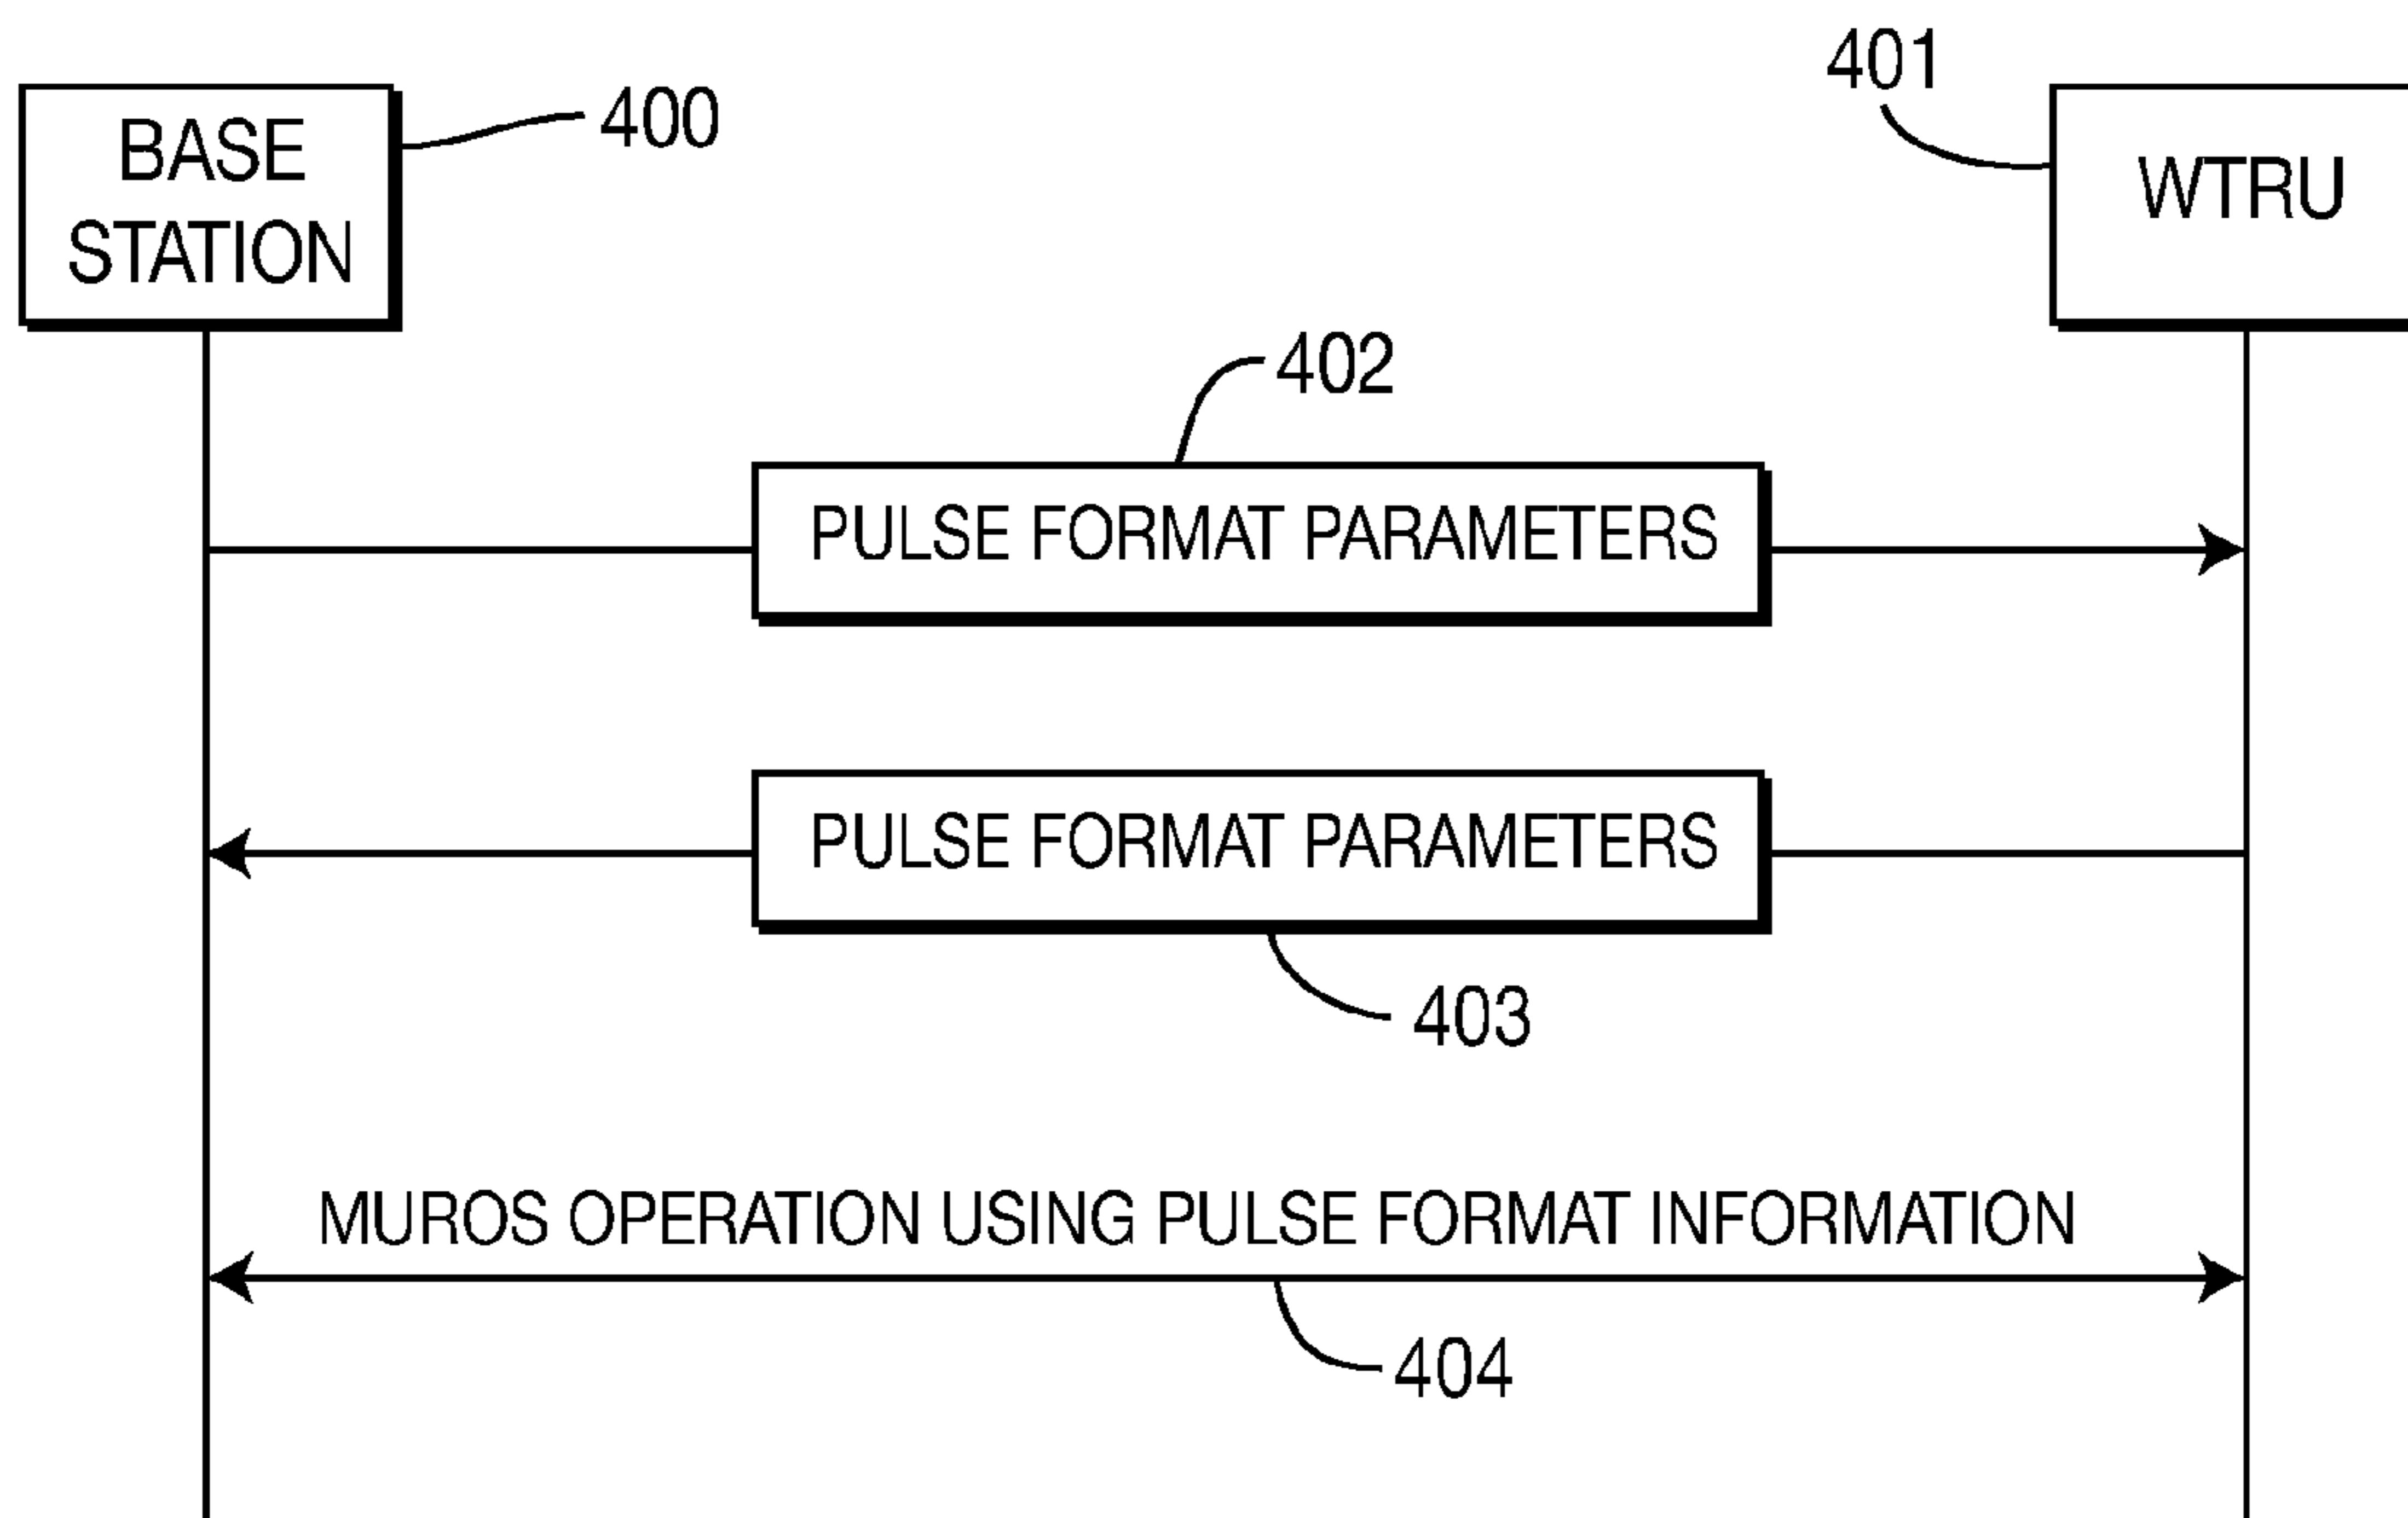 401
BASE
STATION
400
WTRU
402
PULSE FORMAT PARAMETERS
PULSE FORMAT PARAMETERS
403
MUROS OPERATION USING PULSE FORMAT INFORMATION
404